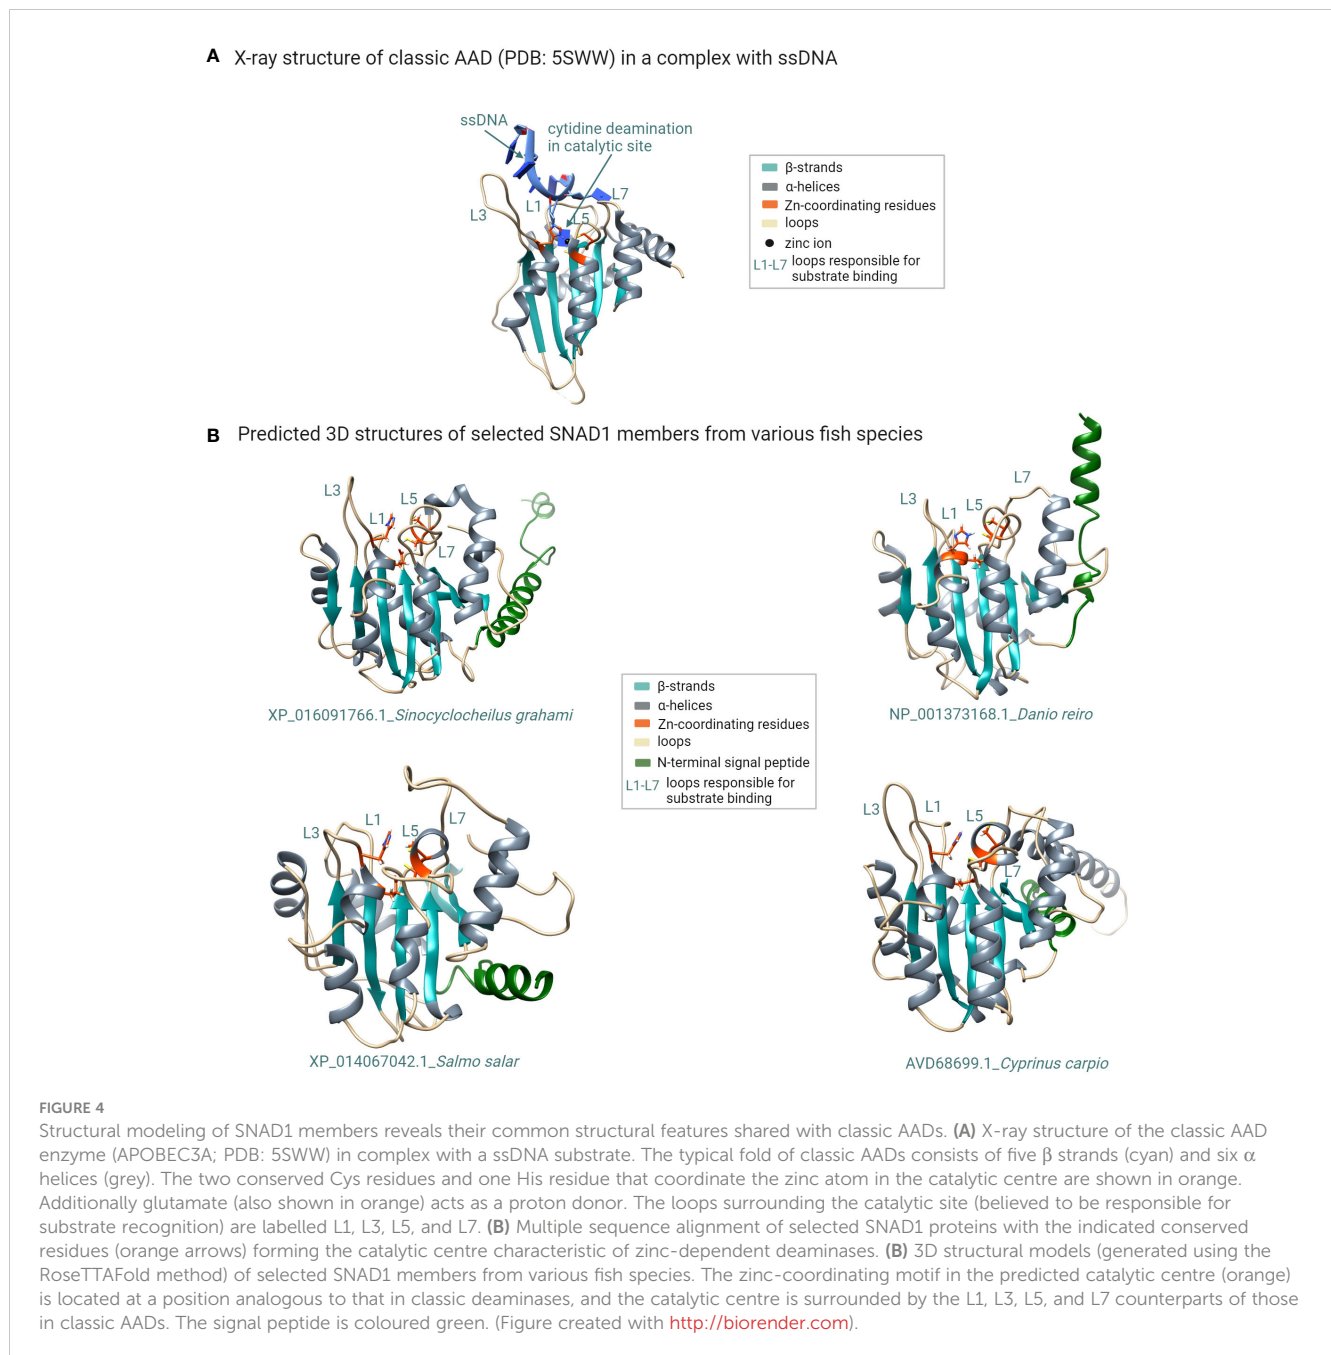 A X-ray structure of classic AAD (PDB: 5SWW) in a complex with ssDNA
ssDNA
cytidine deamination
in catalytic site
L3
L1
L5
L7
β-strands
α-helices
Zn-coordinating residues
loops
zinc ion
L1-L7 loops responsible for
substrate binding
B Predicted 3D structures of selected SNAD1 members from various fish species
L3
L1
L5
L7
XP_016091766.1_Sinocyclocheilus grahami
L3
L1
L5
L7
NP_001373168.1_Danio reiro
β-strands
α-helices
Zn-coordinating residues
loops
N-terminal signal peptide
L1-L7 loops responsible for
substrate binding
L3
L1
L5
L7
XP_014067042.1_Salmo salar
L3
L1
L5
L7
AVD68699.1_Cyprinus carpio
FIGURE 4
Structural modeling of SNAD1 members reveals their common structural features shared with classic AADs. (A) X-ray structure of the classic AAD
enzyme (APOBEC3A; PDB: 5SWW) in complex with a ssDNA substrate. The typical fold of classic AADs consists of five β strands (cyan) and six α
helices (grey). The two conserved Cys residues and one His residue that coordinate the zinc atom in the catalytic centre are shown in orange.
Additionally glutamate (also shown in orange) acts as a proton donor. The loops surrounding the catalytic site (believed to be responsible for
substrate recognition) are labelled L1, L3, L5, and L7. (B) Multiple sequence alignment of selected SNAD1 proteins with the indicated conserved
residues (orange arrows) forming the catalytic centre characteristic of zinc-dependent deaminases. (B) 3D structural models (generated using the
RoseTTAFold method) of selected SNAD1 members from various fish species. The zinc-coordinating motif in the predicted catalytic centre (orange)
is located at a position analogous to that in classic deaminases, and the catalytic centre is surrounded by the L1, L3, L5, and L7 counterparts of those
in classic AADs. The signal peptide is coloured green. (Figure created with http://biorender.com).